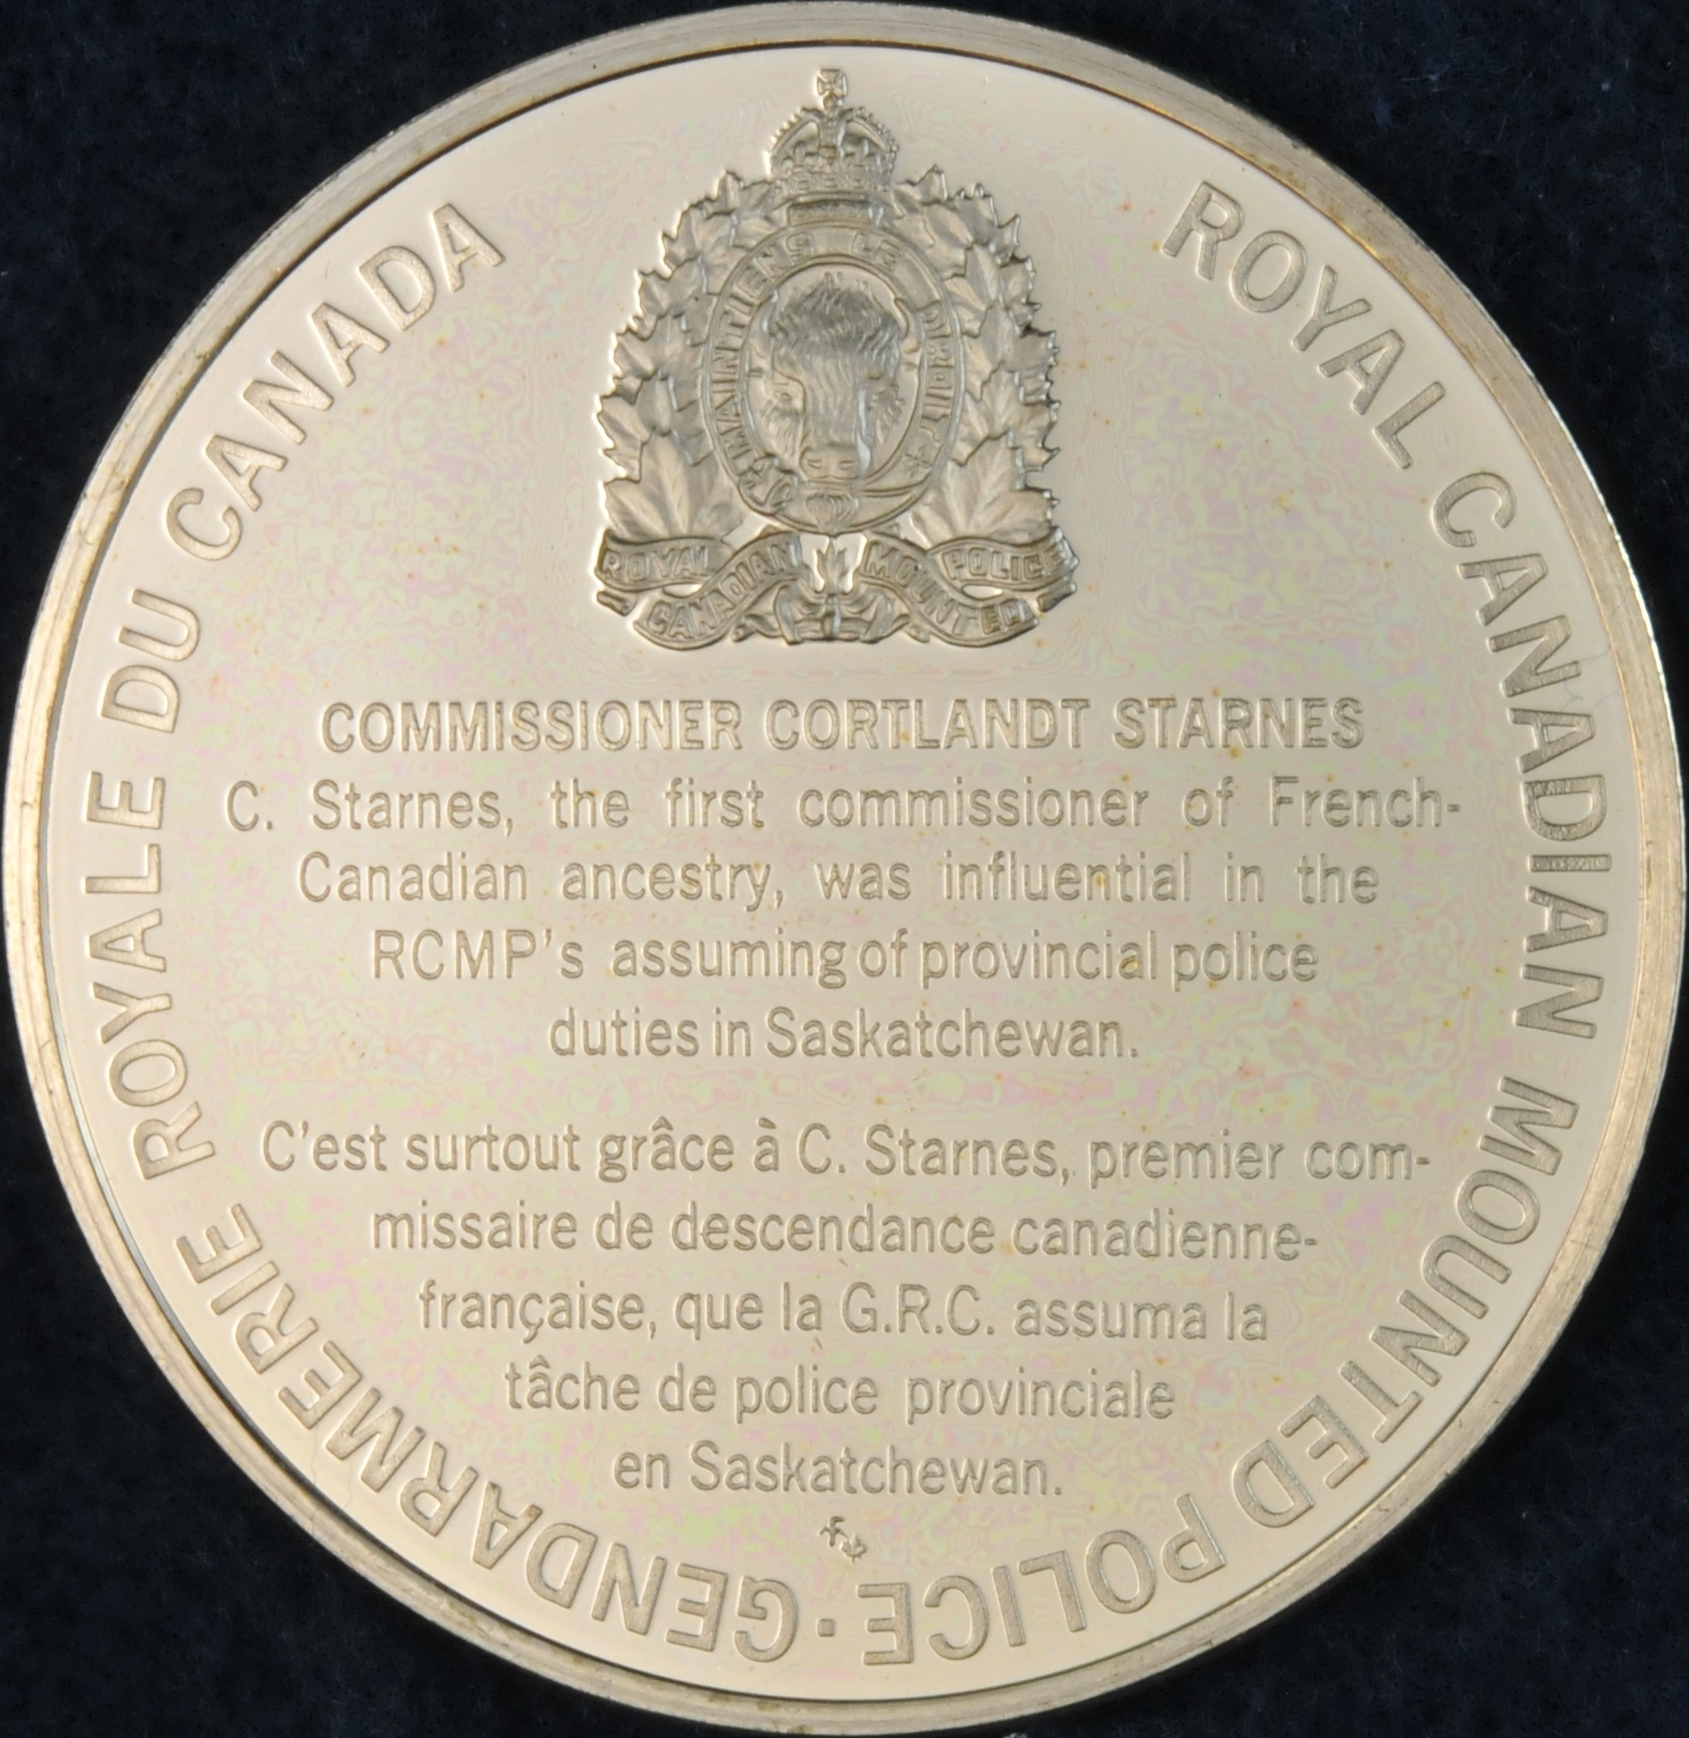 ROYAL CANADIAN MOUNTED POLICE · GENDARMERIE ROYALE DU CANADA
MAINTIENS LE DROIT
ROYAL CANADIAN MOUNTED POLICE
COMMISSIONER CORTLANDT STARNES
C. Starnes, the first commissioner of French-
Canadian ancestry, was influential in the
RCMP's assuming of provincial police
duties in Saskatchewan.
C'est surtout grâce à C. Starnes, premier com-
missaire de descendance canadienne-
française, que la G.R.C. assuma la
tâche de police provinciale
en Saskatchewan.